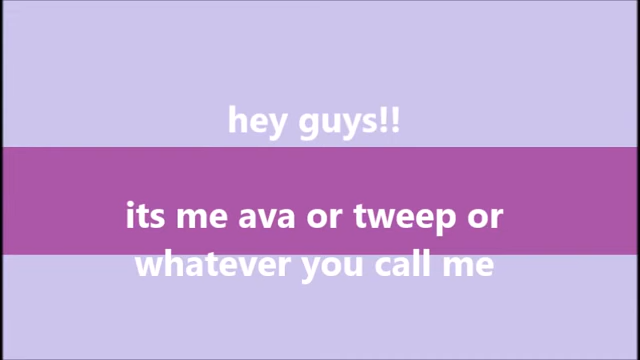 hey guys!!
its me ava or tweep or
whatever you call me